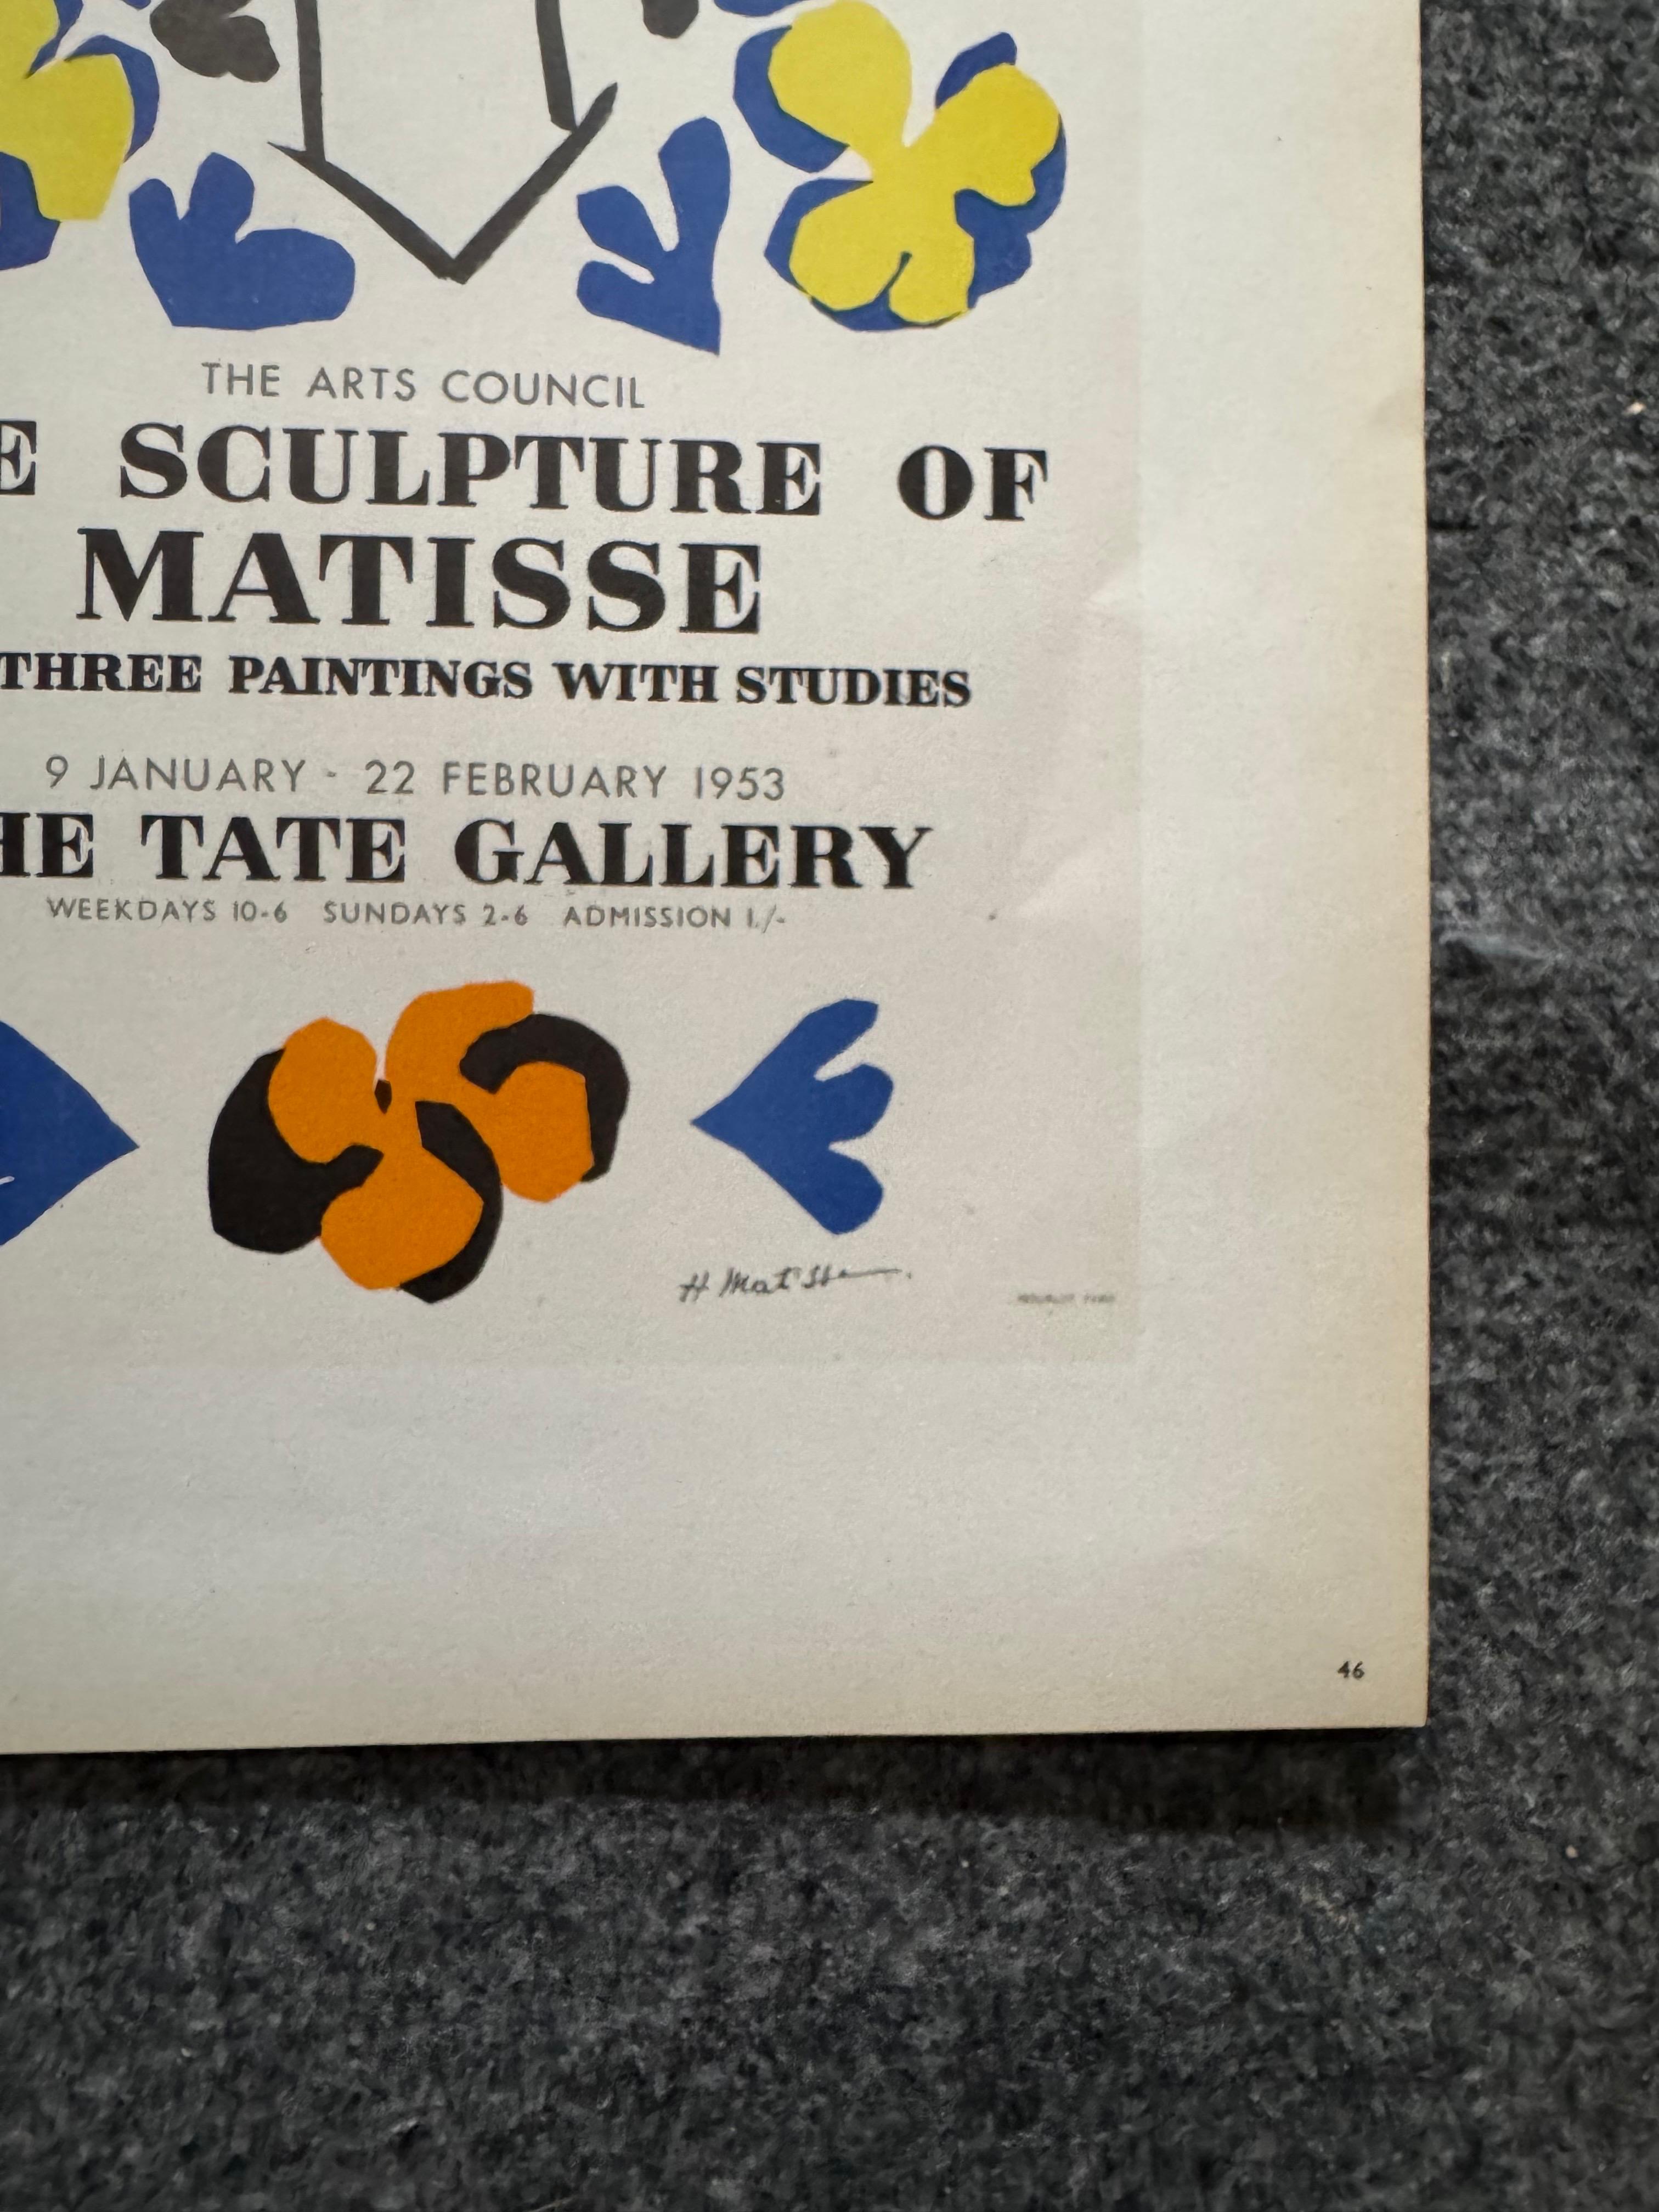 THE ARTS COUNCIL
E SCULPTURE OF
MATISSE
THREE PAINTINGS WITH STUDIES
9 JANUARY - 22 FEBRUARY 1953
HE TATE GALLERY
WEEKDAYS 10-6 SUNDAYS 2-6 ADMISSION 1/-
H Matisse
46